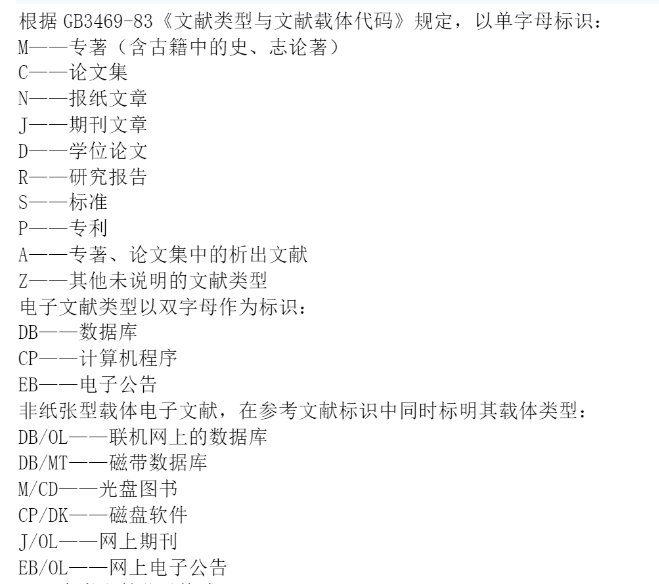 根据 GB3469-83《文献类型与文献载体代码》规定，以单字母标识：
M——专著（含古籍中的史、志论著）
C——论文集
N——报纸文章
J——期刊文章
D——学位论文
R——研究报告
S——标准
P——专利
A——专著、论文集中的析出文献
Z——其他未说明的文献类型
电子文献类型以双字母作为标识：
DB——数据库
CP——计算机程序
EB——电子公告
非纸张型载体电子文献，在参考文献标识中同时标明其载体类型：
DB/OL——联机网上的数据库
DB/MT——磁带数据库
M/CD——光盘图书
CP/DK——磁盘软件
J/OL——网上期刊
EB/OL——网上电子公告